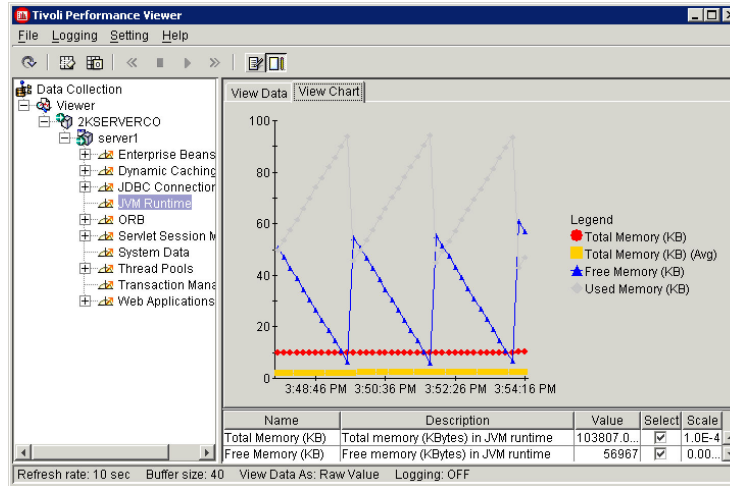 Tivoli Performance Viewer
File Logging Setting Help
Data Collection
Viewer
2KSERVERCO
server1
Enterprise Beans
Dynamic Caching
JDBC Connection
JVM Runtime
ORB
Servlet Session M
System Data
Thread Pools
Transaction Mana
Web Applications
View Data View Chart
100
80
60
40
20
0
3:48:46 PM 3:50:36 PM 3:52:26 PM 3:54:16 PM
Legend
Total Memory (KB)
Total Memory (KB) (Avg)
Free Memory (KB)
Used Memory (KB)
Name Description Value Select Scale
Total Memory (KB) Total memory (KBytes) in JVM runtime 103807.0... 1.0E-4
Free Memory (KB) Free memory (KBytes) in JVM runtime 56967 0.00...
Refresh rate: 10 sec Buffer size: 40 View Data As: Raw Value Logging: OFF